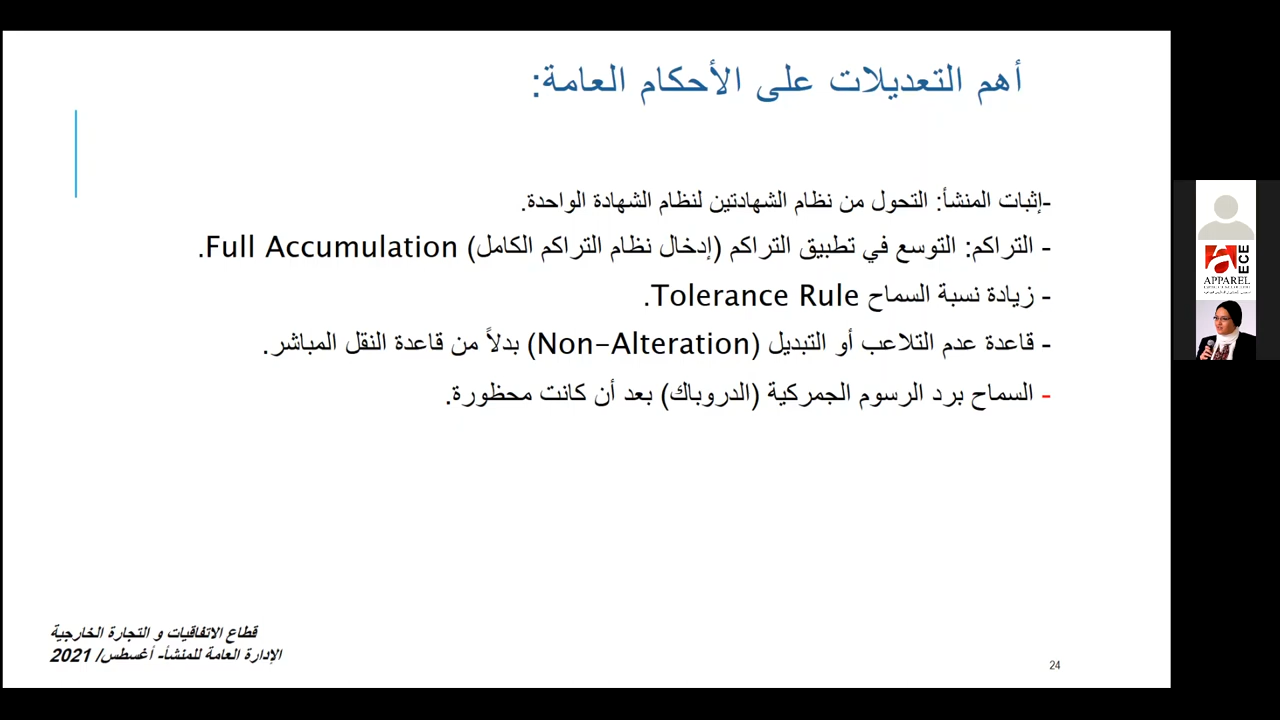 أهم التعديلات على الأحكام العامة:
-إثبات المنشأ: التحول من نظام الشهادتين لنظام الشهادة الواحدة.
- التراكم: التوسع في تطبيق التراكم (إدخال نظام التراكم الكامل) Full Accumulation.
- زيادة نسبة السماح Tolerance Rule.
- قاعدة عدم التلاعب أو التبديل (Non-Alteration) بدلاً من قاعدة النقل المباشر.
- السماح برد الرسوم الجمركية (الدروباك) بعد أن كانت محظورة.
قطاع الاتفاقيات و التجارة الخارجية
الإدارة العامة للمنشأ- أغسطس/ 2021
24
ECE
APPAREL